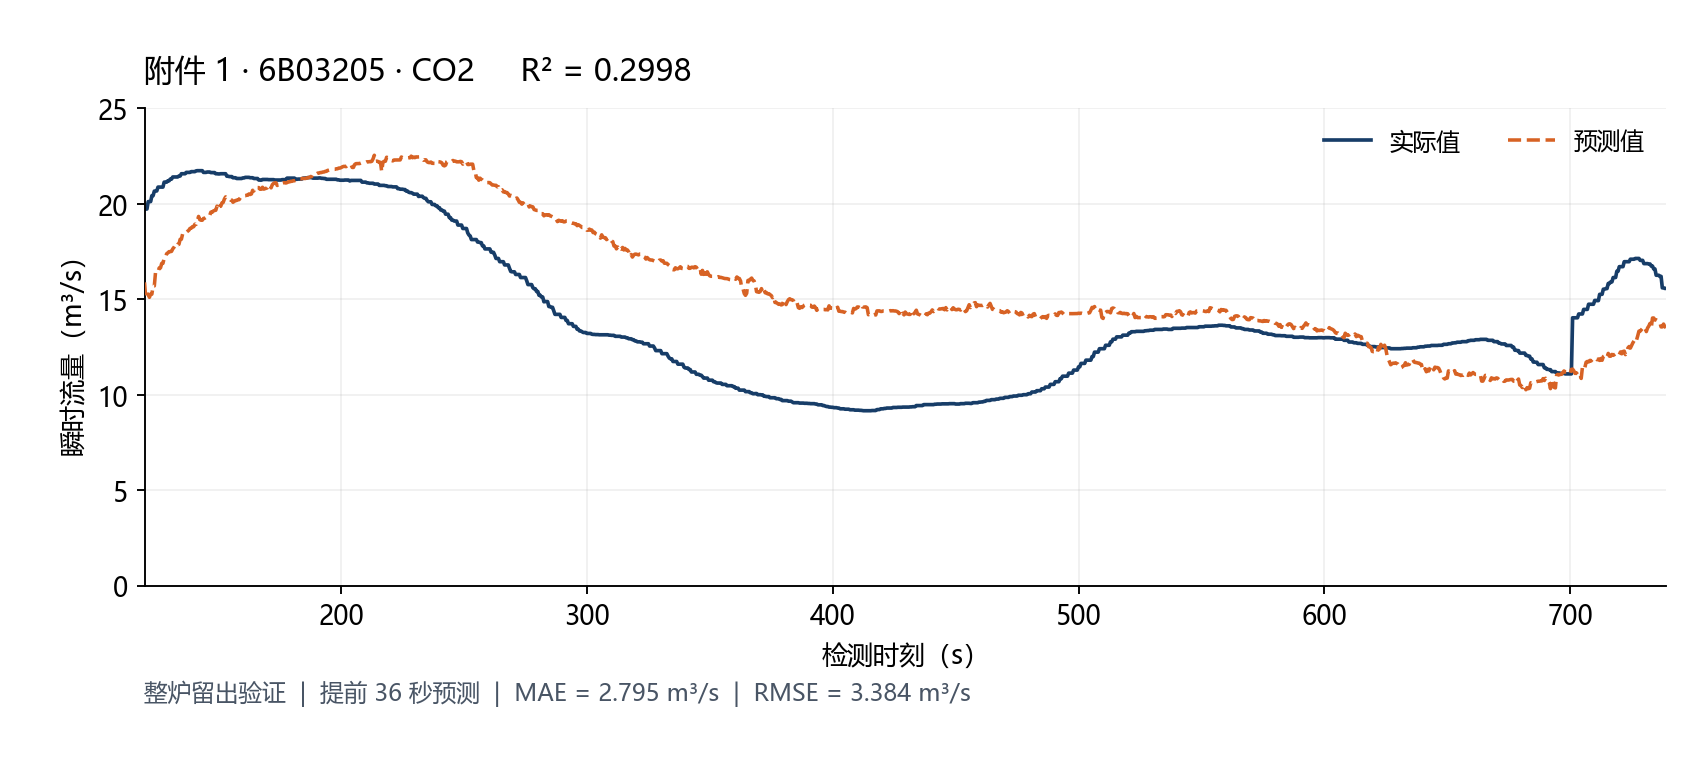 附件 1 · 6B03205 · CO2 R² = 0.2998
25
20
15
10
5
0
瞬时流量（m³/s）
实际值
预测值
200 300 400 500 600 700
检测时刻（s）
整炉留出验证 | 提前 36 秒预测 | MAE = 2.795 m³/s | RMSE = 3.384 m³/s